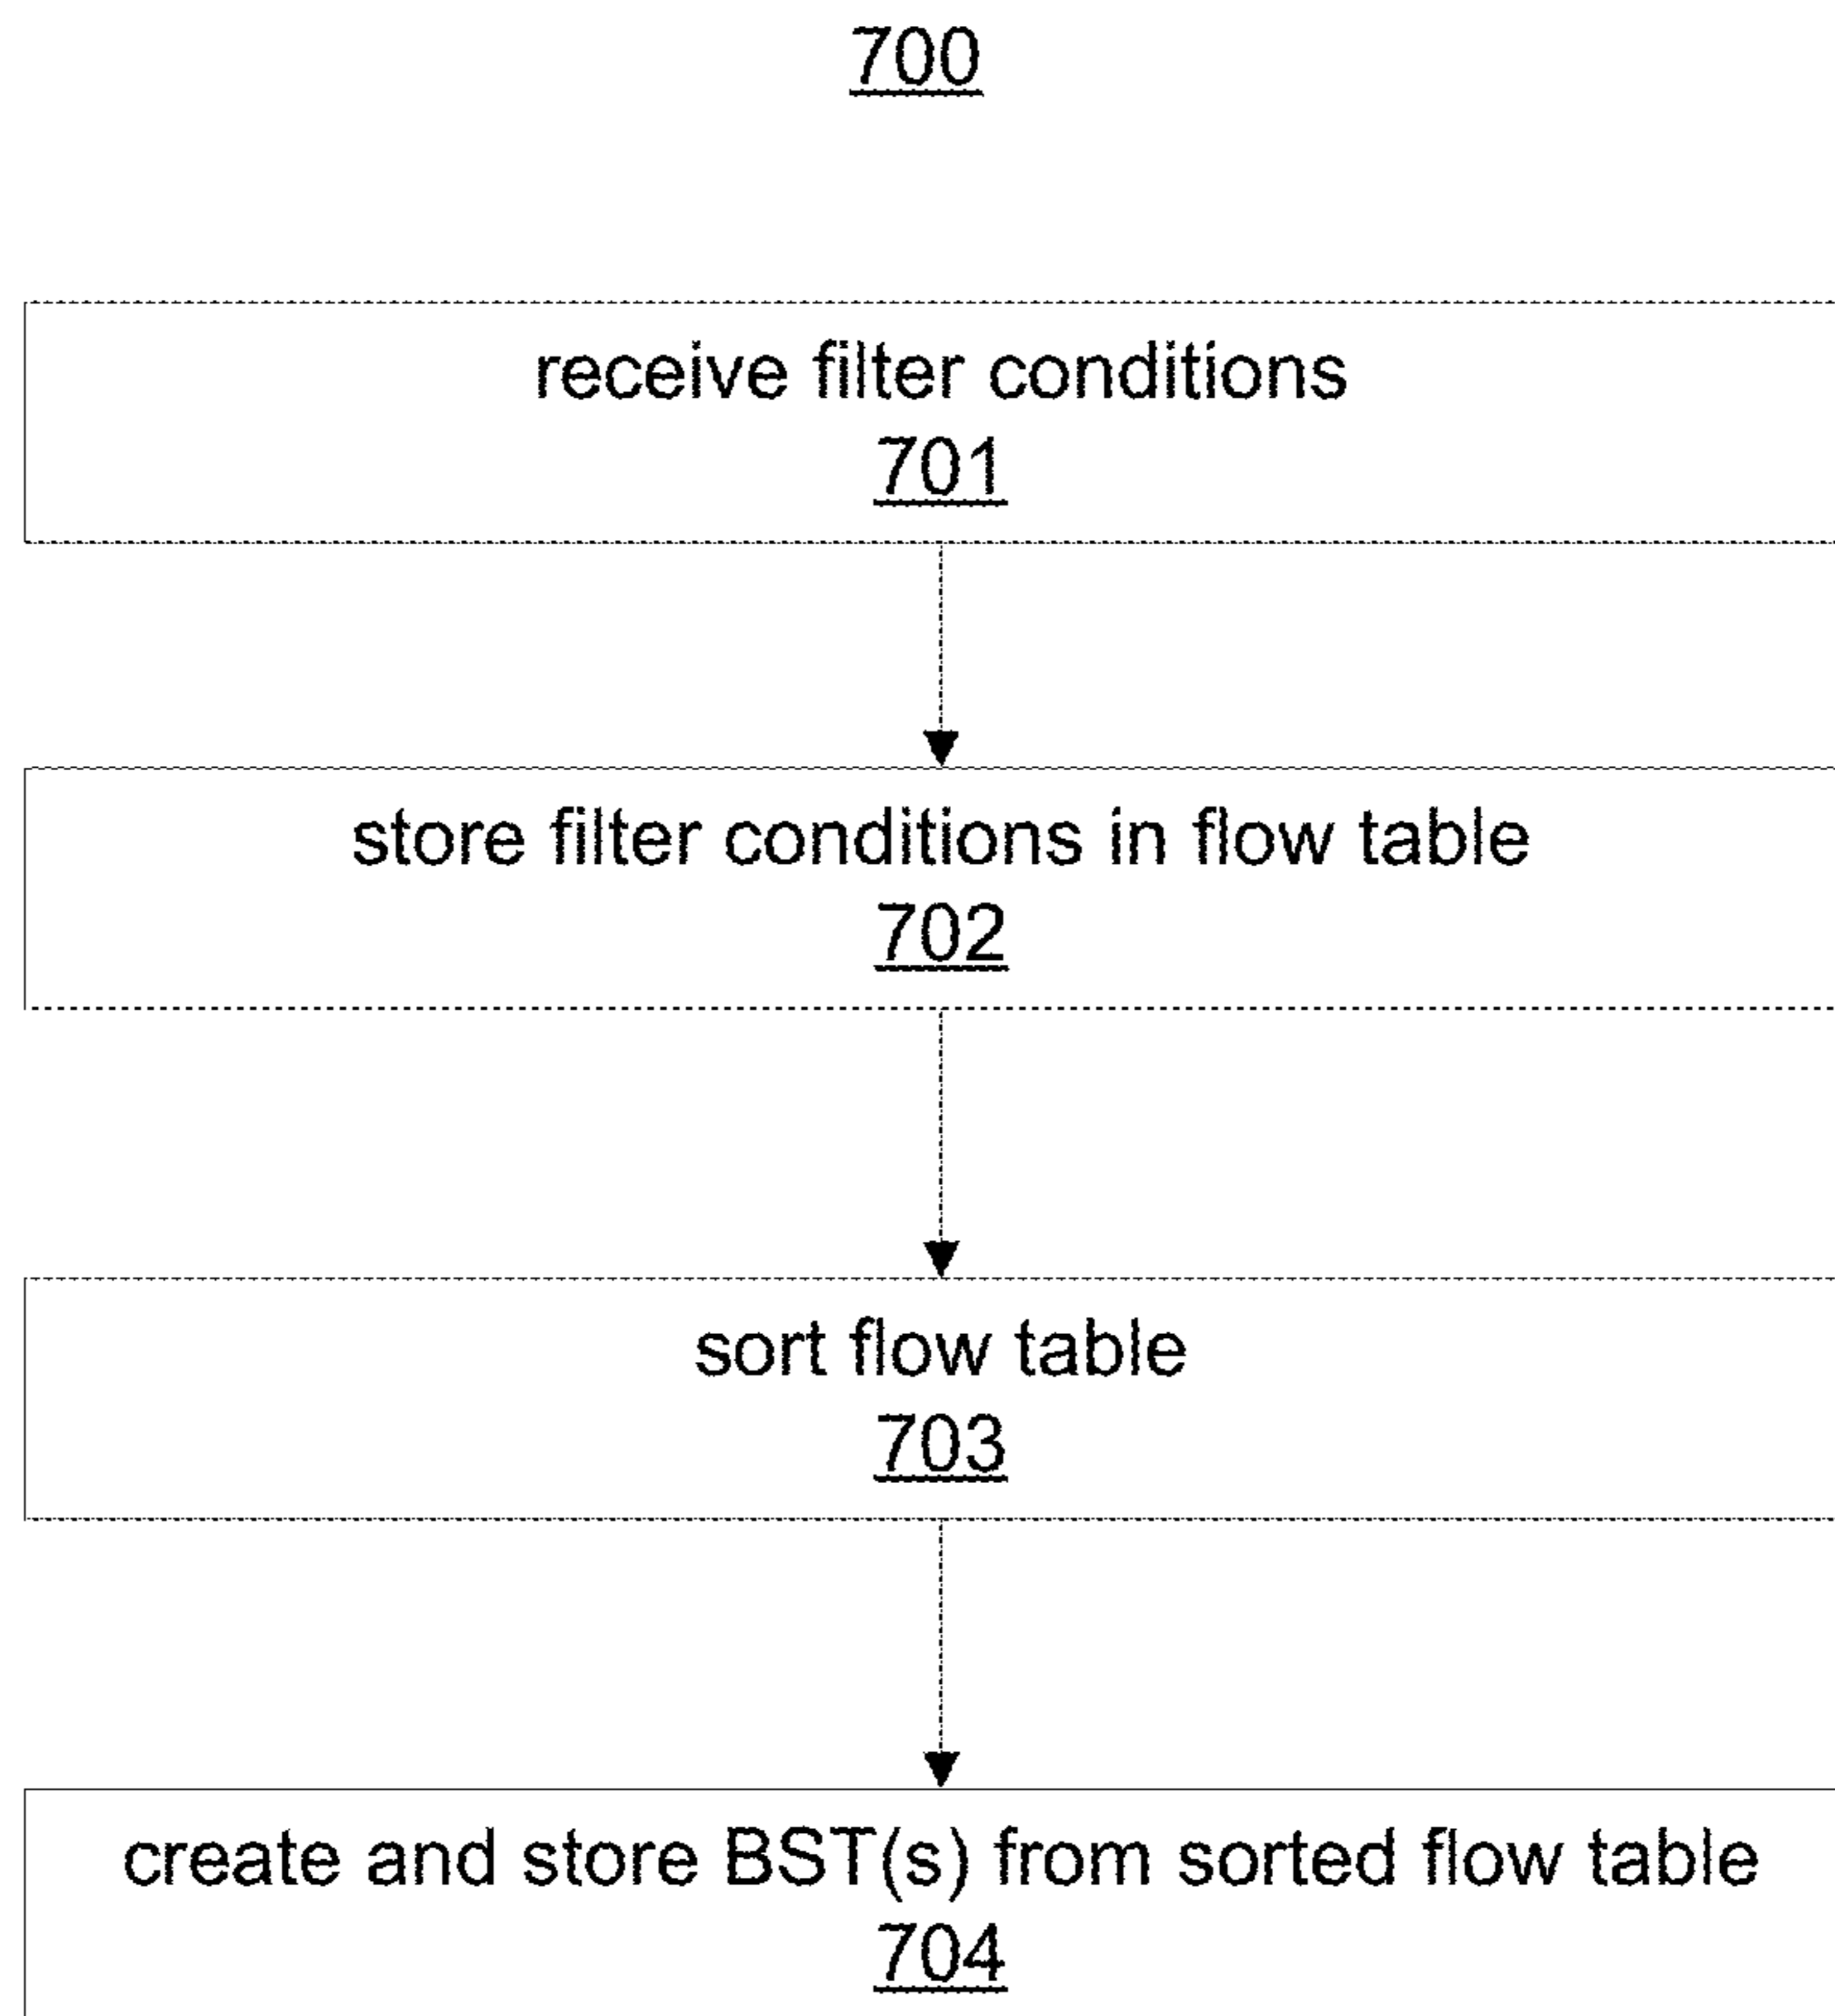 700
receive filter conditions
701
store filter conditions in flow table
702
sort flow table
703
create and store BST(s) from sorted flow table
704